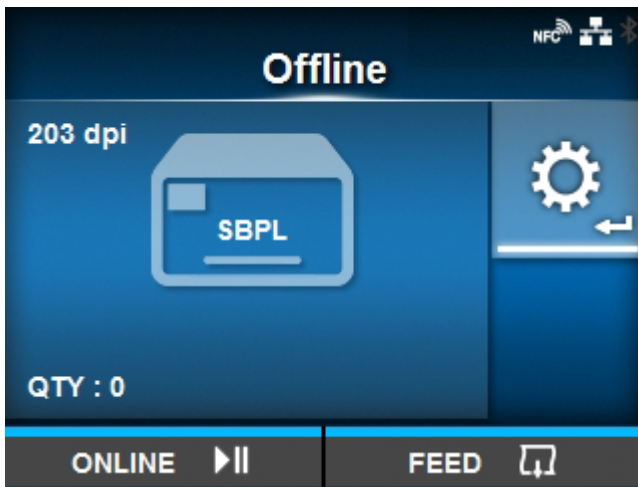 NFC
Offline
203 dpi
SBPL
QTY : 0
ONLINE
FEED